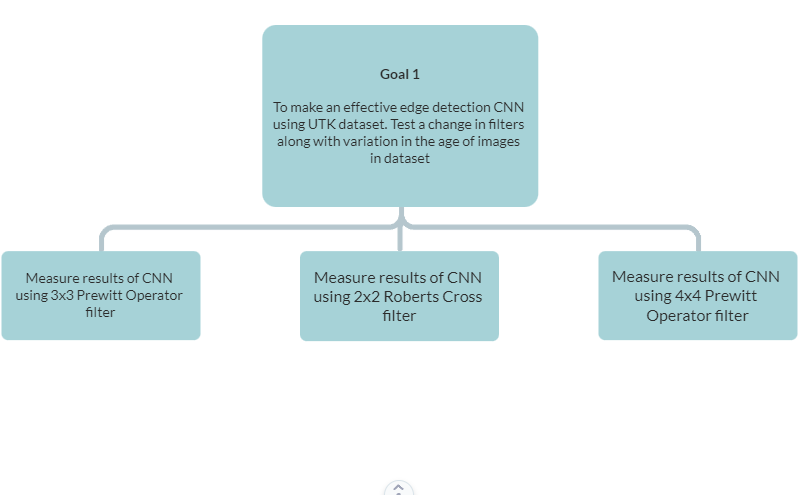 Goal 1
To make an effective edge detection CNN
using UTK dataset. Test a change in filters
along with variation in the age of images
in dataset
Measure results of CNN
using 3x3 Prewitt Operator
filter
Measure results of CNN
using 2x2 Roberts Cross
filter
Measure results of CNN
using 4x4 Prewitt
Operator filter